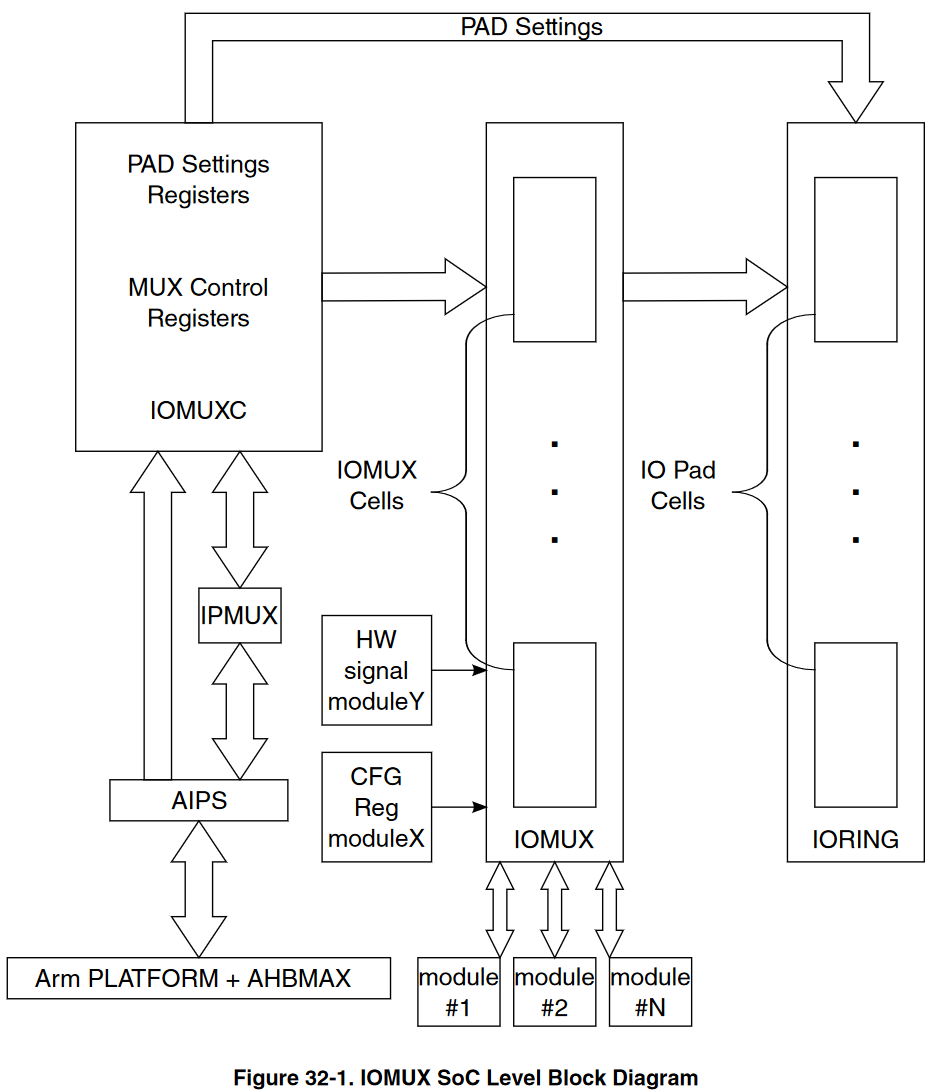 PAD Settings
PAD Settings
Registers
MUX Control
Registers
IOMUXC
IOMUX
Cells
IO Pad
Cells
IPMUX
HW
signal
moduleY
CFG
Reg
moduleX
AIPS
IOMUX
IORING
Arm PLATFORM + AHBMAX
module
#1
module
#2
module
#N
Figure 32-1. IOMUX SoC Level Block Diagram